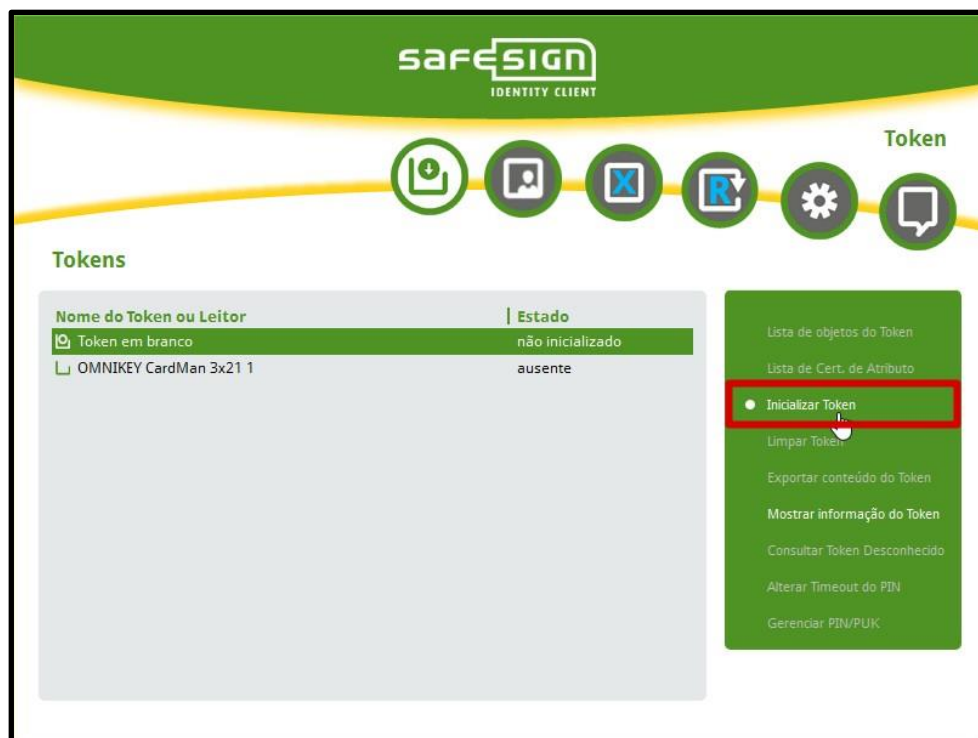 safesign
IDENTITY CLIENT
Token
X
R
Tokens
Nome do Token ou Leitor Estado
Token em branco não inicializado
OMNIKEY CardMan 3x21 1 ausente
Lista de objetos do Token
Lista de Cert. de Atributo
Inicializar Token
Limpar Token
Exportar conteúdo do Token
Mostrar informação do Token
Consultar Token Desconhecido
Alterar Timeout do PIN
Gerenciar PIN/PUK